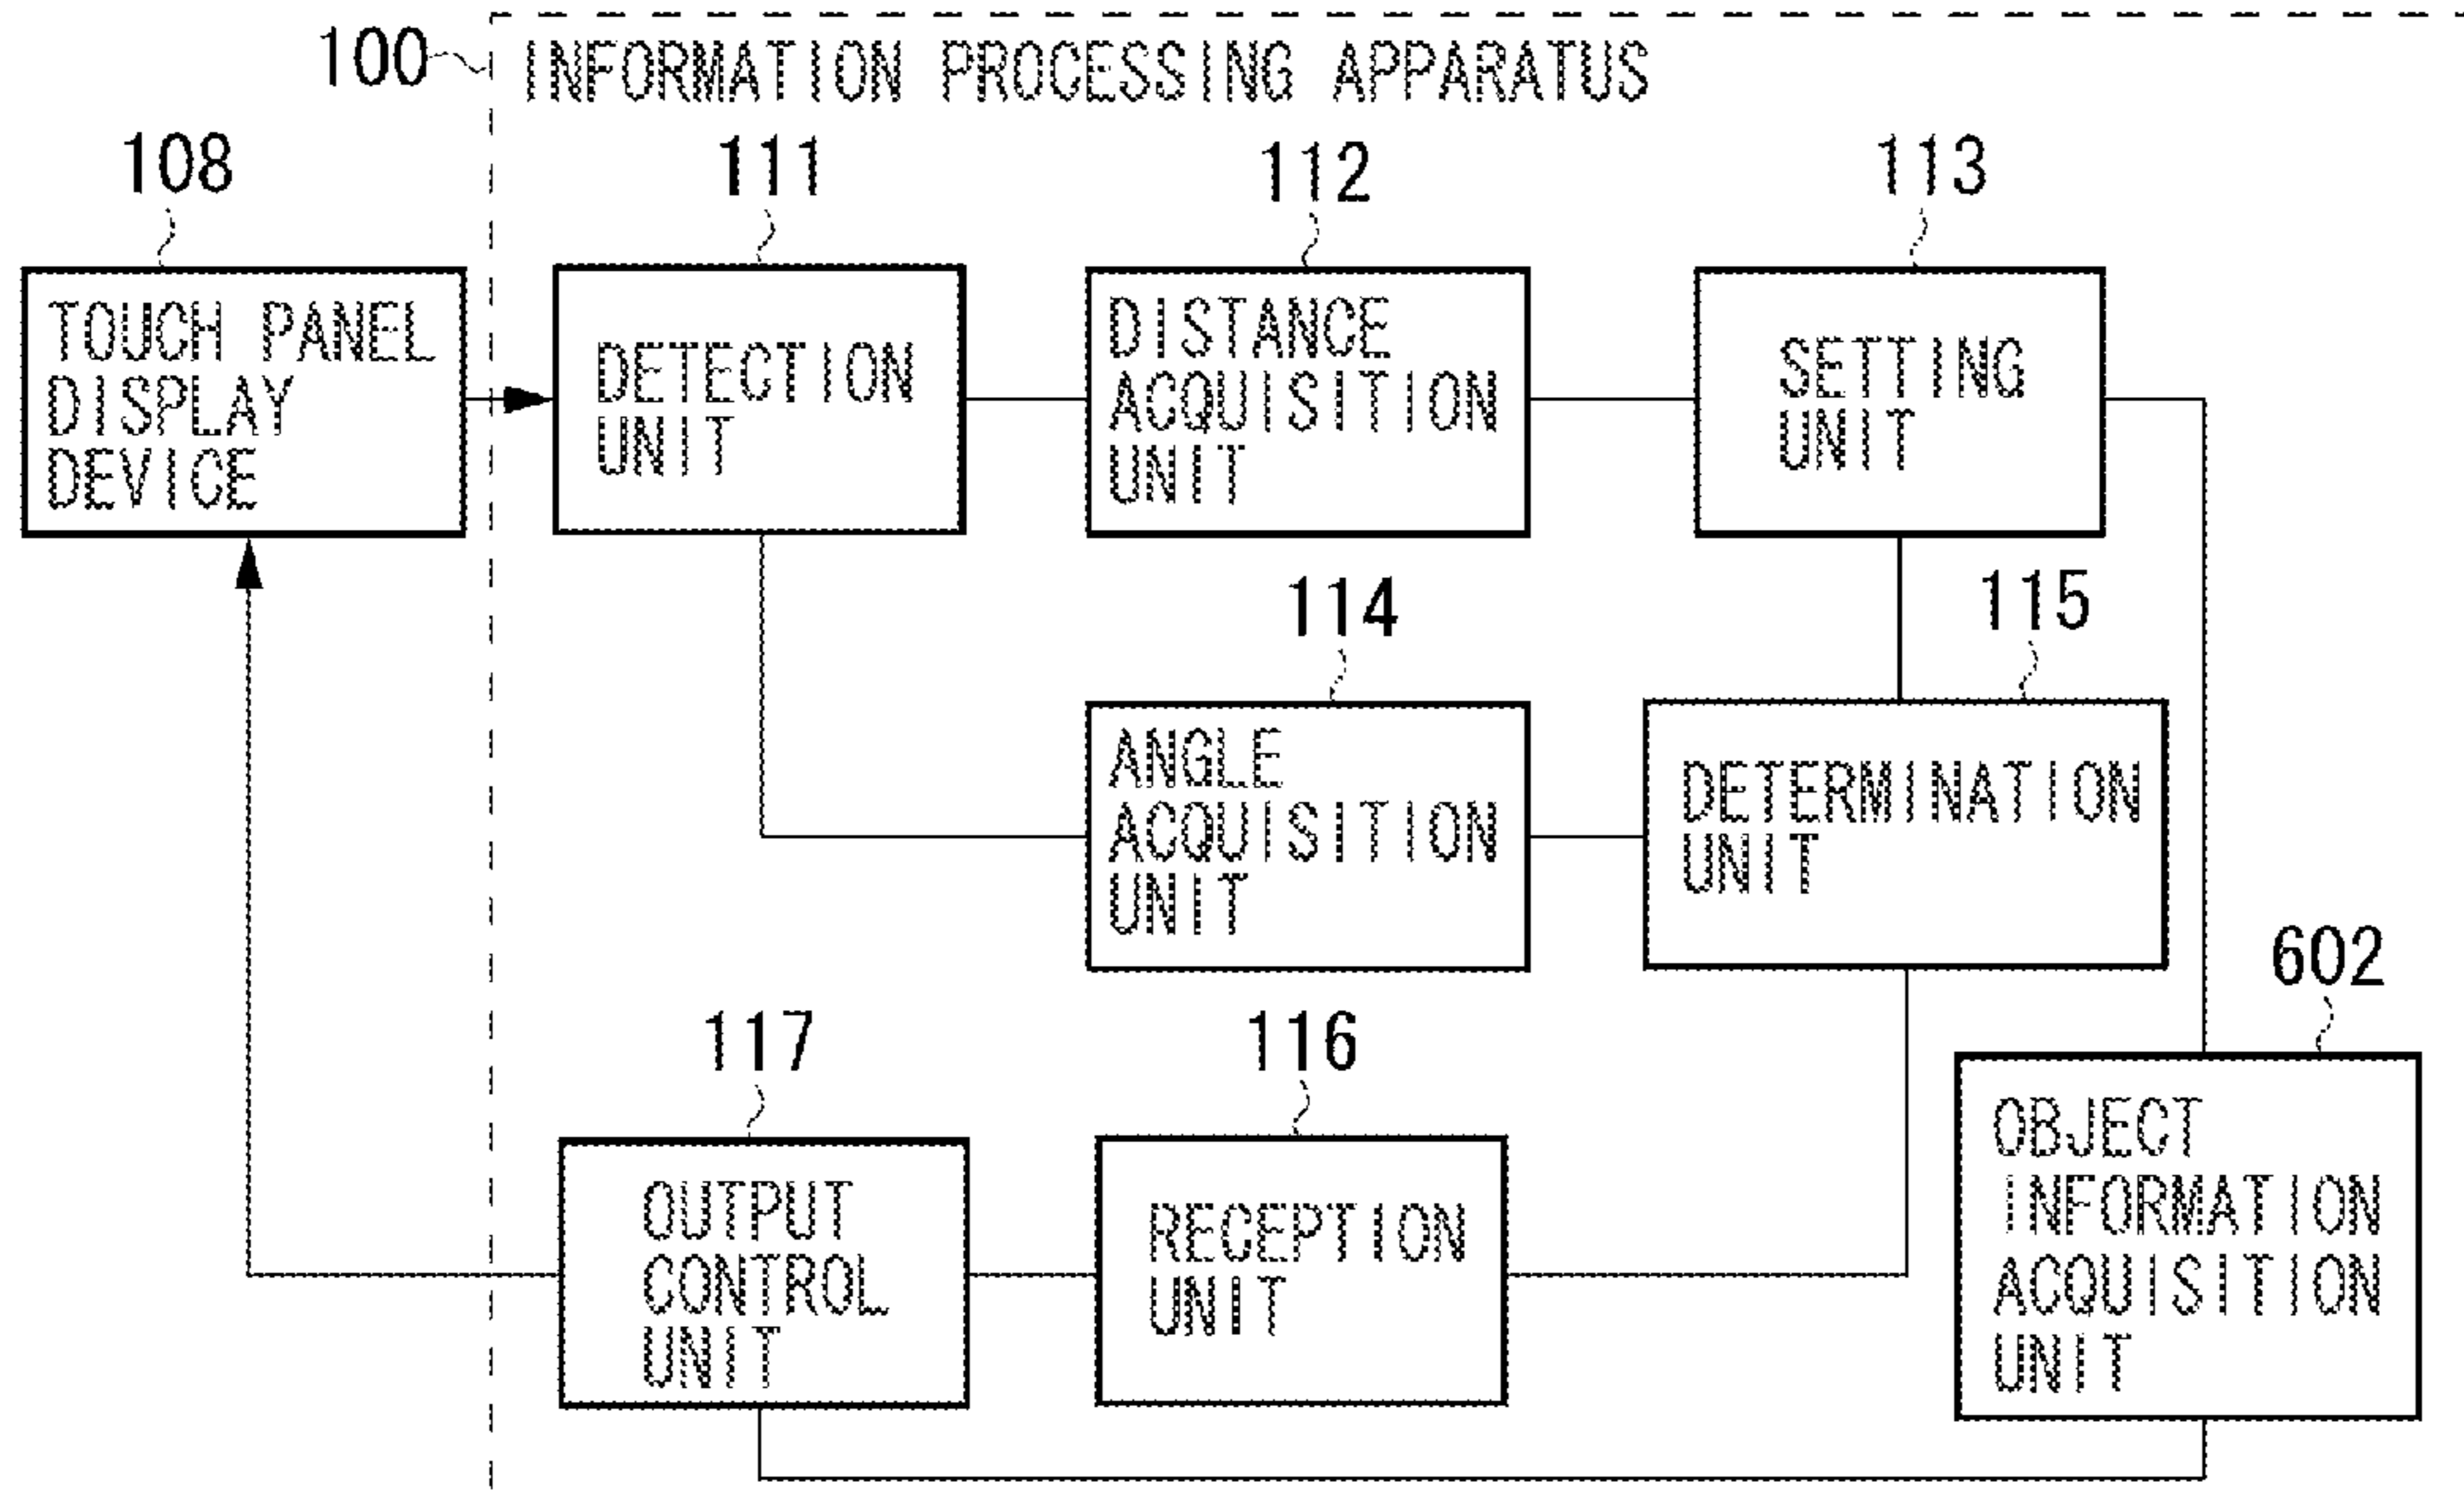 100
INFORMATION PROCESSING APPARATUS
108
111
112
113
TOUCH PANEL
DISPLAY
DEVICE
DETECTION
UNIT
DISTANCE
ACQUISITION
UNIT
SETTING
UNIT
114
115
ANGLE
ACQUISITION
UNIT
DETERMINATION
UNIT
602
117
116
OUTPUT
CONTROL
UNIT
RECEPTION
UNIT
OBJECT
INFORMATION
ACQUISITION
UNIT